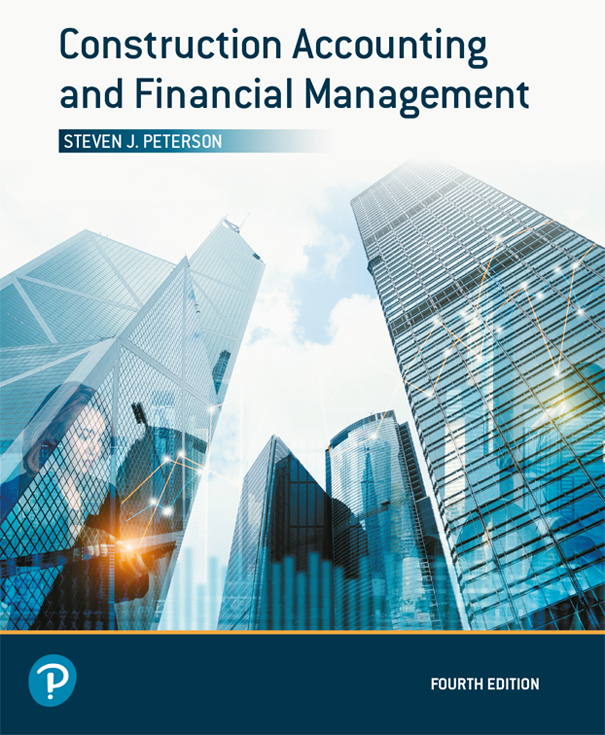 Construction Accounting
and Financial Management
STEVEN J. PETERSON
P
FOURTH EDITION